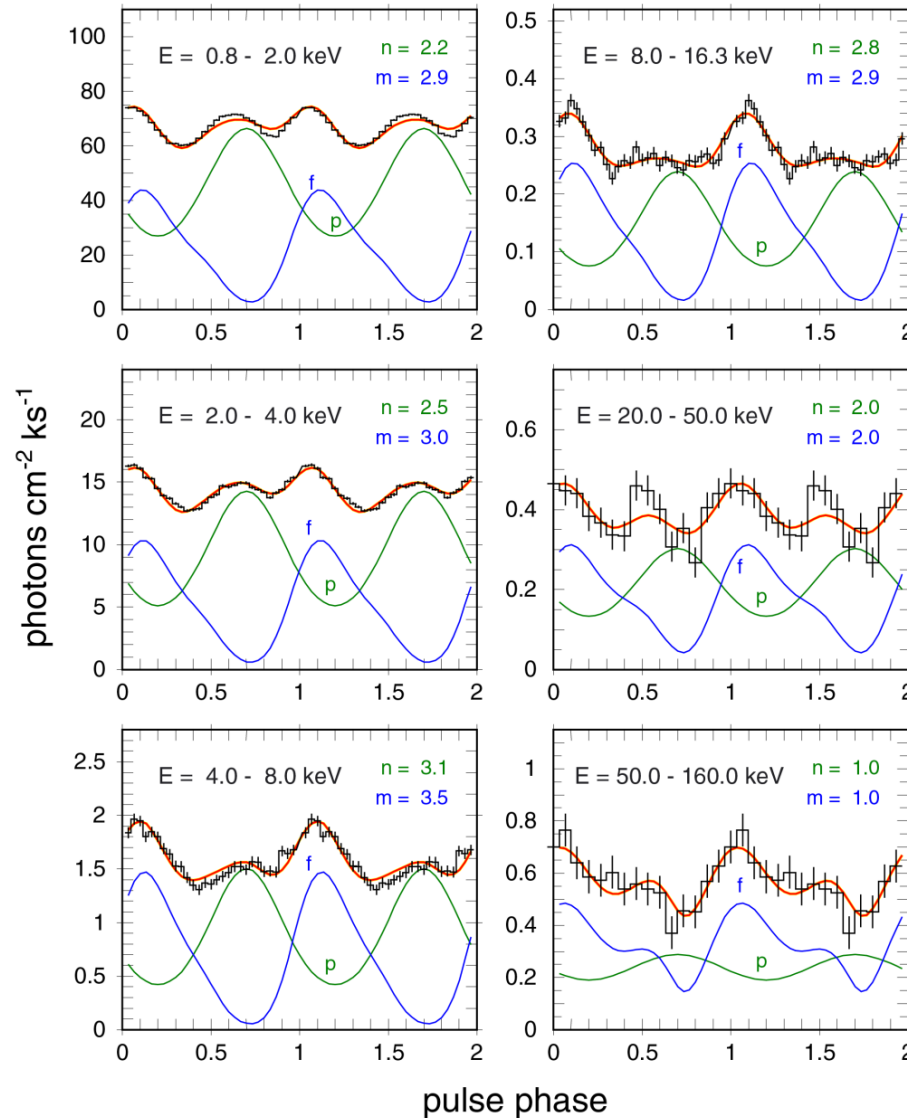 photons cm-2 ks-1
E = 0.8 - 2.0 keV
n = 2.2
m = 2.9
f
p
100
80
60
40
20
0
0 0.5 1 1.5 2
E = 8.0 - 16.3 keV
n = 2.8
m = 2.9
f
p
0.5
0.4
0.3
0.2
0.1
0
0 0.5 1 1.5 2
E = 2.0 - 4.0 keV
n = 2.5
m = 3.0
f
p
20
15
10
5
0
0 0.5 1 1.5 2
E = 20.0 - 50.0 keV
n = 2.0
m = 2.0
f
p
0.6
0.4
0.2
0
0 0.5 1 1.5 2
E = 4.0 - 8.0 keV
n = 3.1
m = 3.5
f
p
2.5
2
1.5
1
0.5
0
0 0.5 1 1.5 2
E = 50.0 - 160.0 keV
n = 1.0
m = 1.0
f
p
1
0.8
0.6
0.4
0.2
0
0 0.5 1 1.5 2
pulse phase